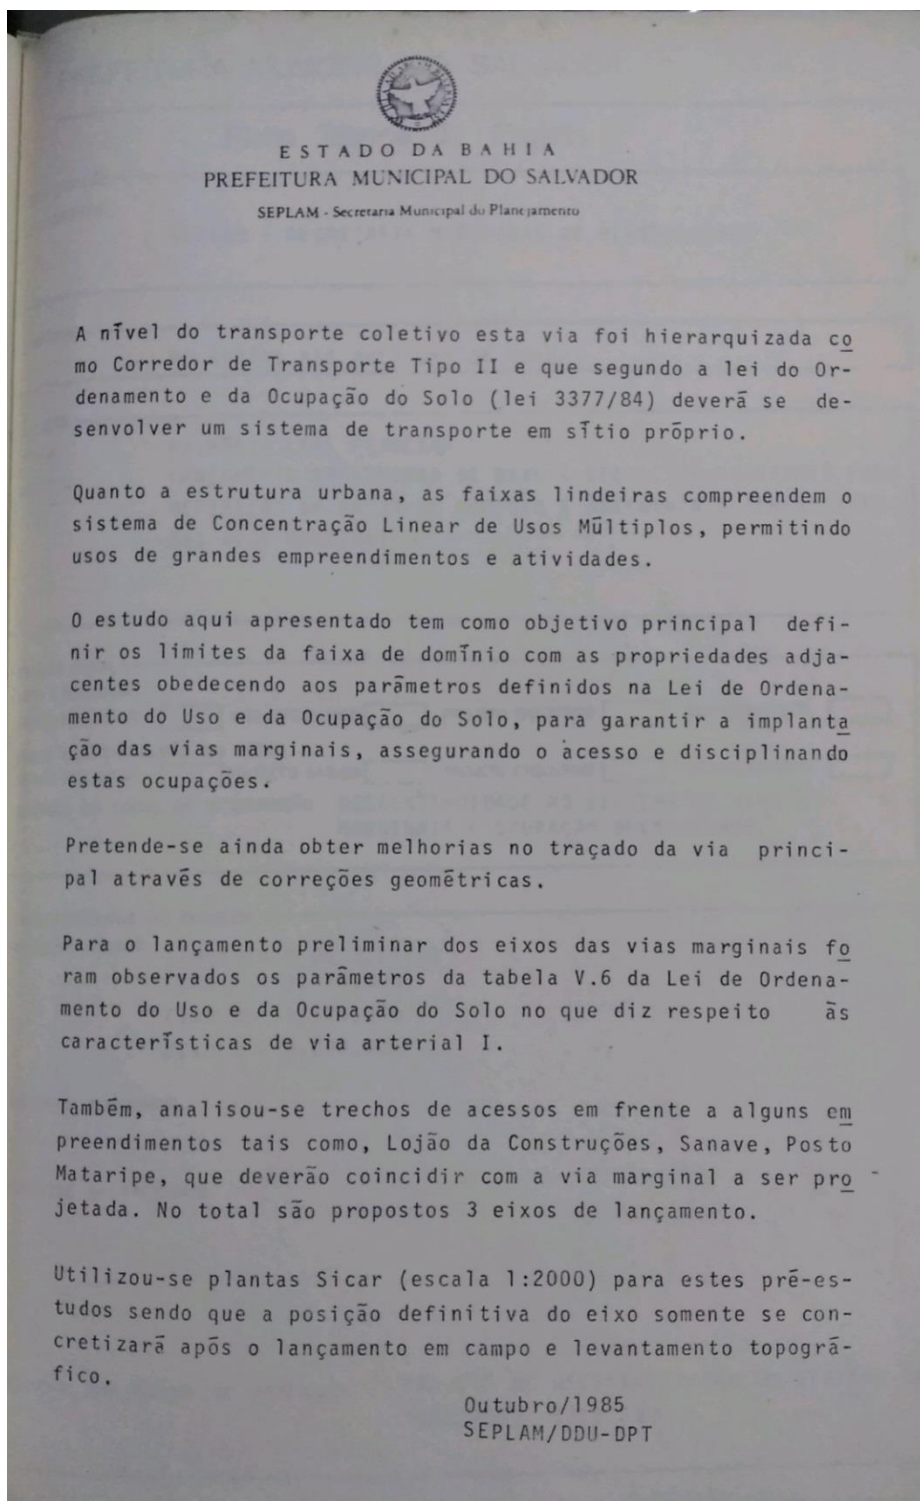 ESTADO DA BAHIA
PREFEITURA MUNICIPAL DO SALVADOR
SEPLAM - Secretaria Municipal do Planejamento
A nível do transporte coletivo esta via foi hierarquizada co
mo Corredor de Transporte Tipo II e que segundo a lei do Or-
denamento e da Ocupação do Solo (lei 3377/84) deverá se de-
senvolver um sistema de transporte em sítio próprio.
Quanto a estrutura urbana, as faixas lindeiras compreendem o
sistema de Concentração Linear de Usos Múltiplos, permitindo
usos de grandes empreendimentos e atividades.
O estudo aqui apresentado tem como objetivo principal defi-
nir os limites da faixa de domínio com as propriedades adja-
centes obedecendo aos parâmetros definidos na Lei de Ordena-
mento do Uso e da Ocupação do Solo, para garantir a implanta
ção das vias marginais, assegurando o acesso e disciplinando
estas ocupações.
Pretende-se ainda obter melhorias no traçado da via princi-
pal através de correções geométricas.
Para o lançamento preliminar dos eixos das vias marginais fo
ram observados os parâmetros da tabela V.6 da Lei de Ordena-
mento do Uso e da Ocupação do Solo no que diz respeito às
características de via arterial I.
Também, analisou-se trechos de acessos em frente a alguns em
preendimentos tais como, Lojão da Construções, Sanave, Posto
Mataripe, que deverão coincidir com a via marginal a ser pro
jetada. No total são propostos 3 eixos de lançamento.
Utilizou-se plantas Sicar (escala 1:2000) para estes pré-es-
tudos sendo que a posição definitiva do eixo somente se con-
cretizará após o lançamento em campo e levantamento topográ-
fico.
Outubro/1985
SEPLAM/DDU-DPT